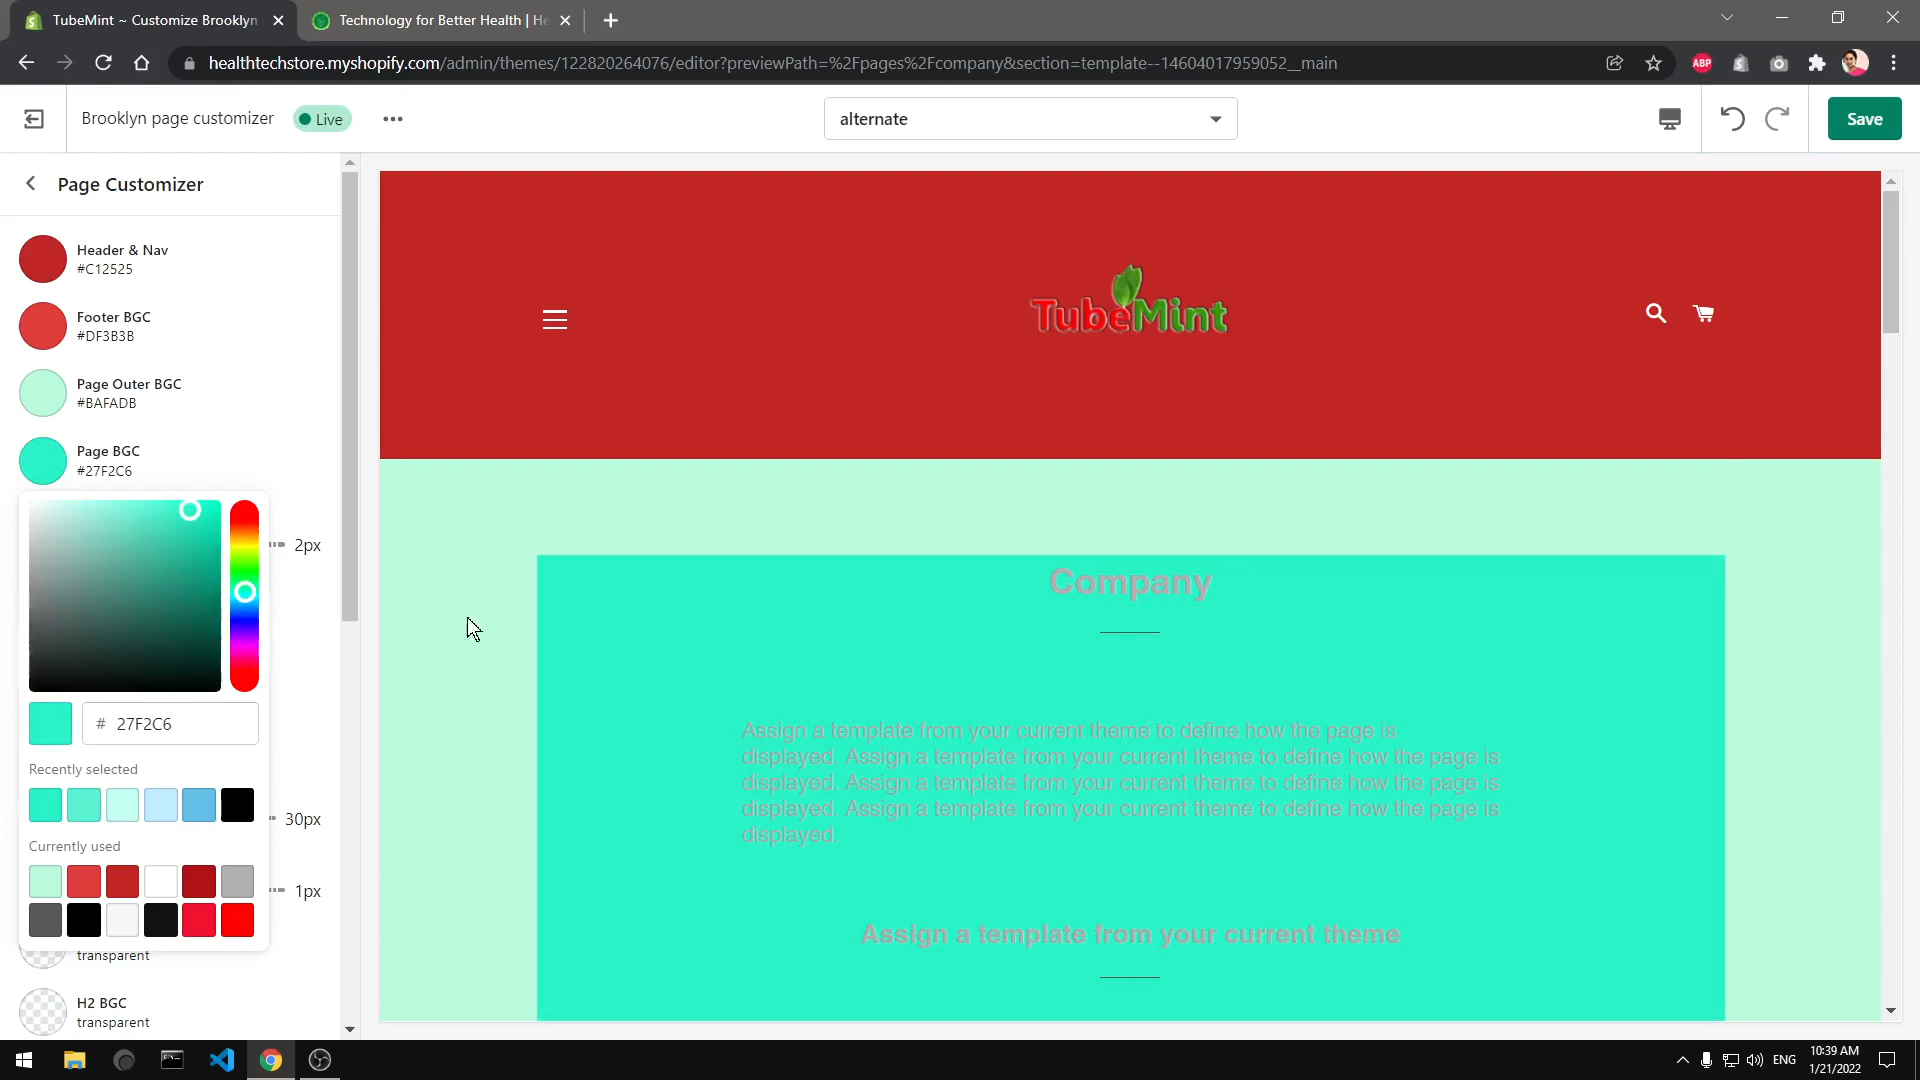 TubeMint ~ Customize Brooklyn
Technology for Better Health | He
healthtechstore.myshopify.com/admin/themes/122820264076/editor?previewPath=%2Fpages%2Fcompany&section=template--14604017959052__main
ABP
Brooklyn page customizer
Live
alternate
Save
Page Customizer
Header & Nav
#C12525
Footer BGC
#DF3B3B
Page Outer BGC
#BAFADB
Page BGC
#27F2C6
2px
# 27F2C6
Recently selected
30px
Currently used
1px
transparent
H2 BGC
transparent
TubeMint
Company
Assign a template from your current theme to define how the page is
displayed. Assign a template from your current theme to define how the page is
displayed. Assign a template from your current theme to define how the page is
displayed. Assign a template from your current theme to define how the page is
displayed.
Assign a template from your current theme
ENG
10:39 AM
1/21/2022